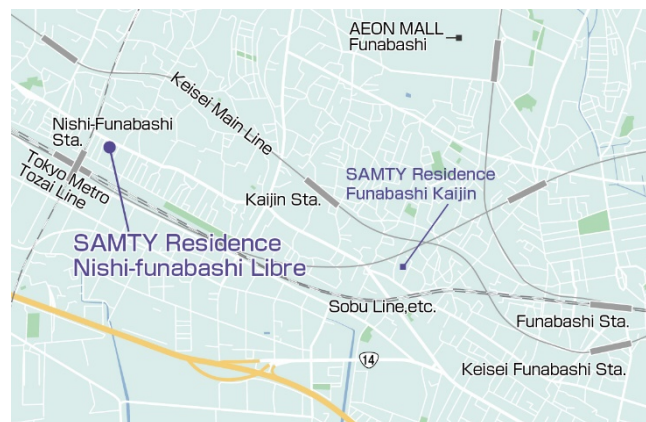 AEON MALL
Funabashi
Keisei Main Line
Nishi-Funabashi
Sta.
Tokyo Metro
Tozai Line
SAMTY Residence
Funabashi Kaijin
Kaijin Sta.
SAMTY Residence
Nishi-funabashi Libre
Sobu Line,etc.
Funabashi Sta.
14
Keisei Funabashi Sta.